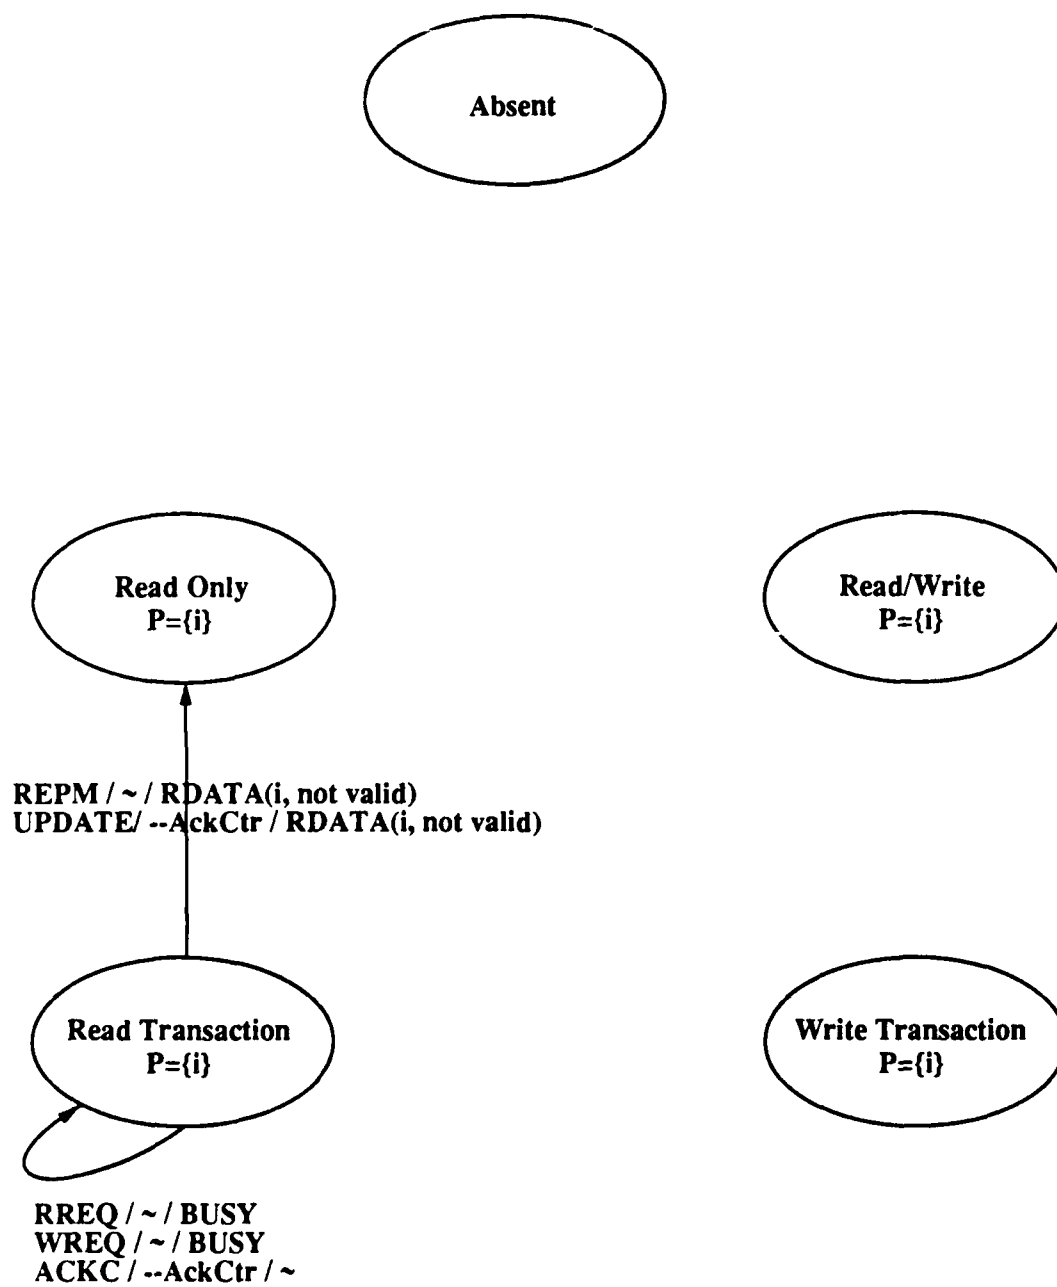 Absent
Read Only
P={i}
Read/Write
P={i}
REPM / ~ / RDATA(i, not valid)
UPDATE/ --AckCtr / RDATA(i, not valid)
Read Transaction
P={i}
Write Transaction
P={i}
RREQ / ~ / BUSY
WREQ / ~ / BUSY
ACKC / --AckCtr / ~